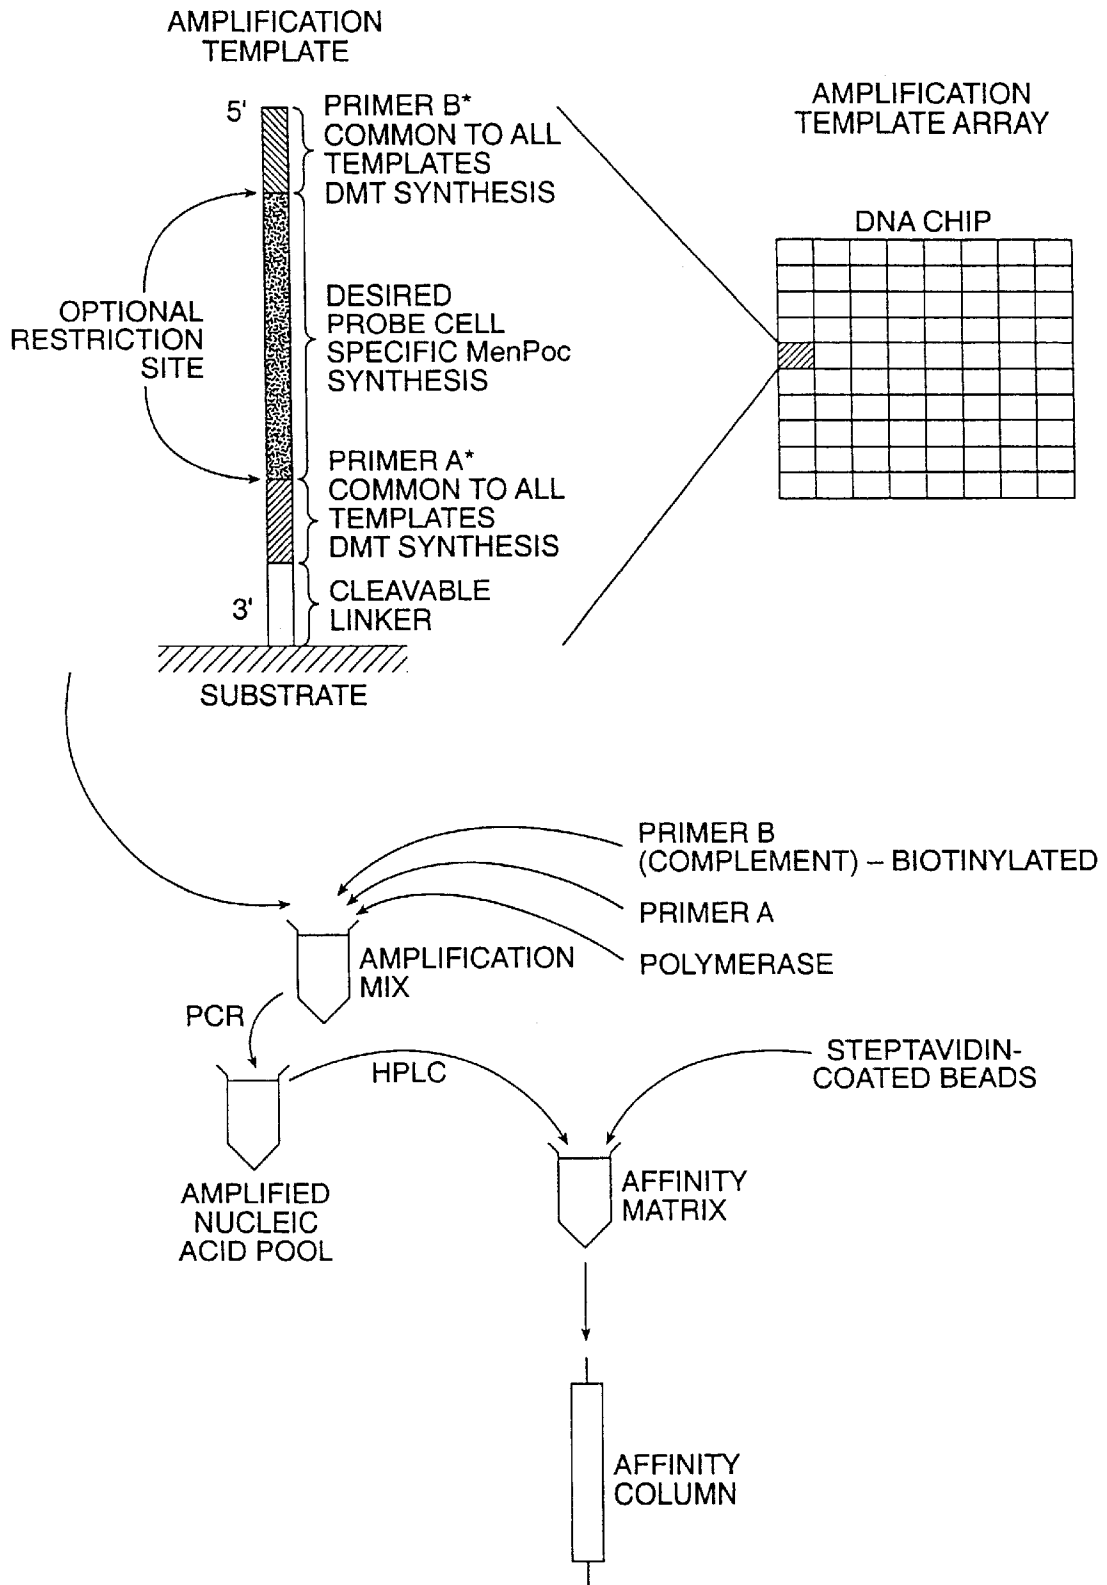 AMPLIFICATION
TEMPLATE
5'
PRIMER B*
COMMON TO ALL
TEMPLATES
DMT SYNTHESIS
OPTIONAL
RESTRICTION
SITE
DESIRED
PROBE CELL
SPECIFIC MenPoc
SYNTHESIS
PRIMER A*
COMMON TO ALL
TEMPLATES
DMT SYNTHESIS
3'
CLEAVABLE
LINKER
SUBSTRATE
AMPLIFICATION
TEMPLATE ARRAY
DNA CHIP
PRIMER B
(COMPLEMENT) – BIOTINYLATED
PRIMER A
POLYMERASE
AMPLIFICATION
MIX
PCR
HPLC
STEPTAVIDIN-
COATED BEADS
AMPLIFIED
NUCLEIC
ACID POOL
AFFINITY
MATRIX
AFFINITY
COLUMN